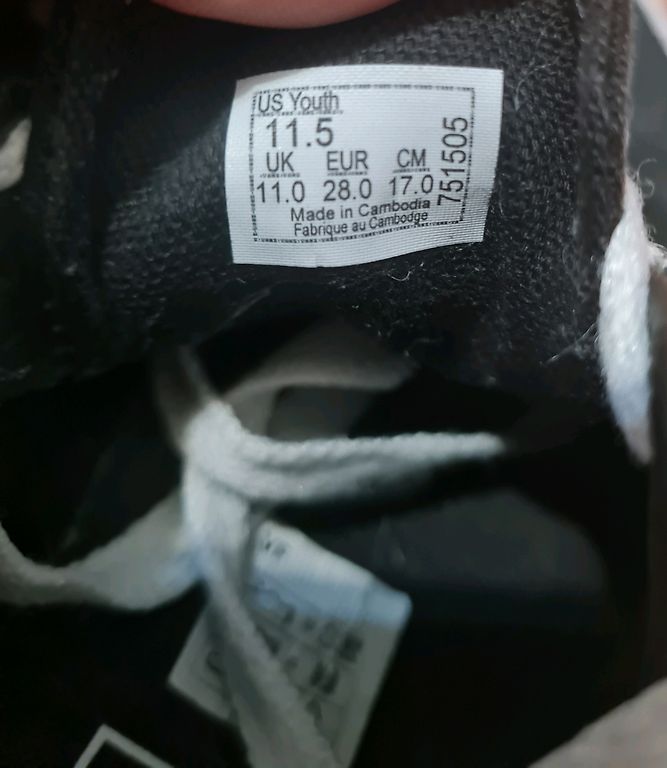 US Youth
11.5
UK EUR CM
11.0 28.0 17.0
Made in Cambodia
Fabrique au Cambodge
751505